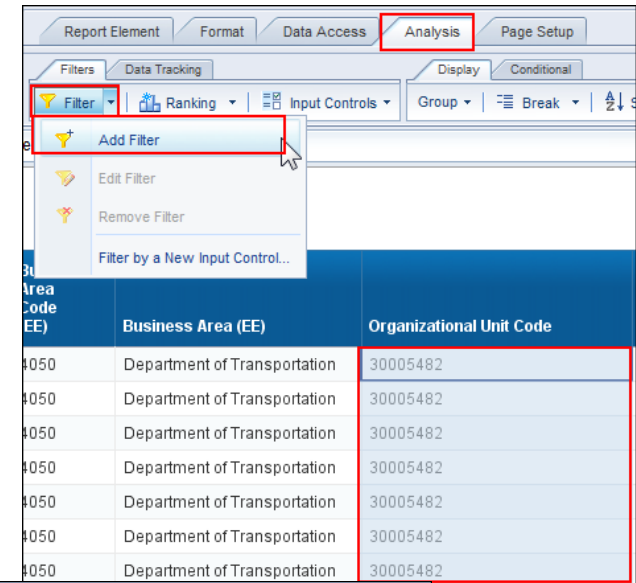 Report Element Format Data Access Analysis Page Setup
Filters Data Tracking Display Conditional
Filter Ranking Input Controls Group Break
Add Filter
Edit Filter
Remove Filter
Filter by a New Input Control...
Area
Code
(EE) Business Area (EE) Organizational Unit Code
4050 Department of Transportation 30005482
4050 Department of Transportation 30005482
4050 Department of Transportation 30005482
4050 Department of Transportation 30005482
4050 Department of Transportation 30005482
4050 Department of Transportation 30005482
4050 Department of Transportation 30005482